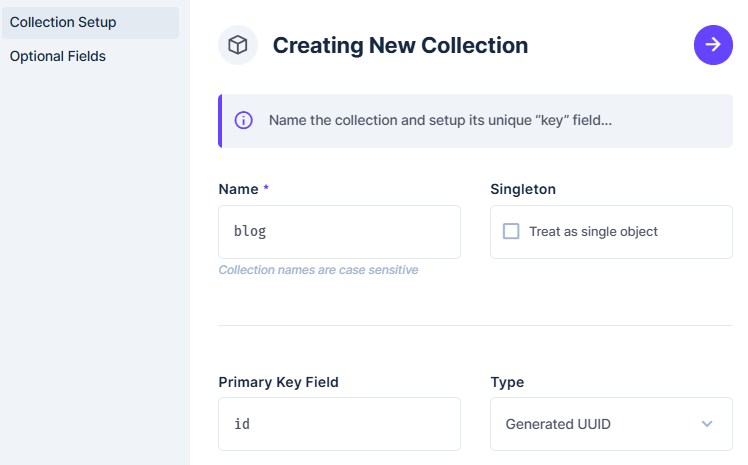 Collection Setup
Optional Fields
Creating New Collection
Name the collection and setup its unique “key” field...
Name *
Singleton
blog
Treat as single object
Collection names are case sensitive
Primary Key Field
Type
id
Generated UUID